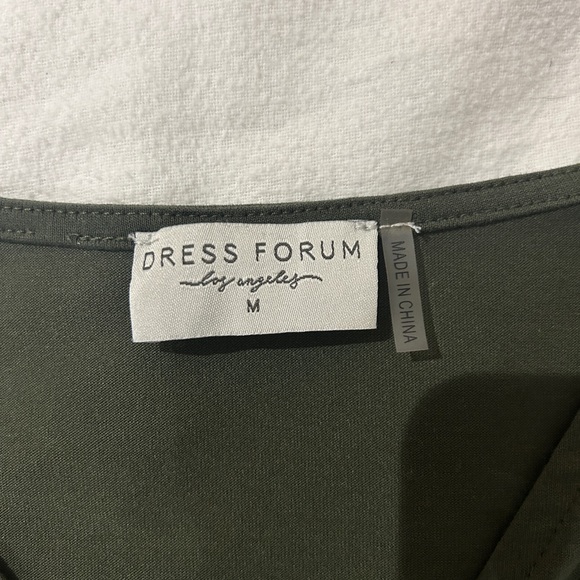 DRESS FORUM
los angeles
M
MADE IN CHINA